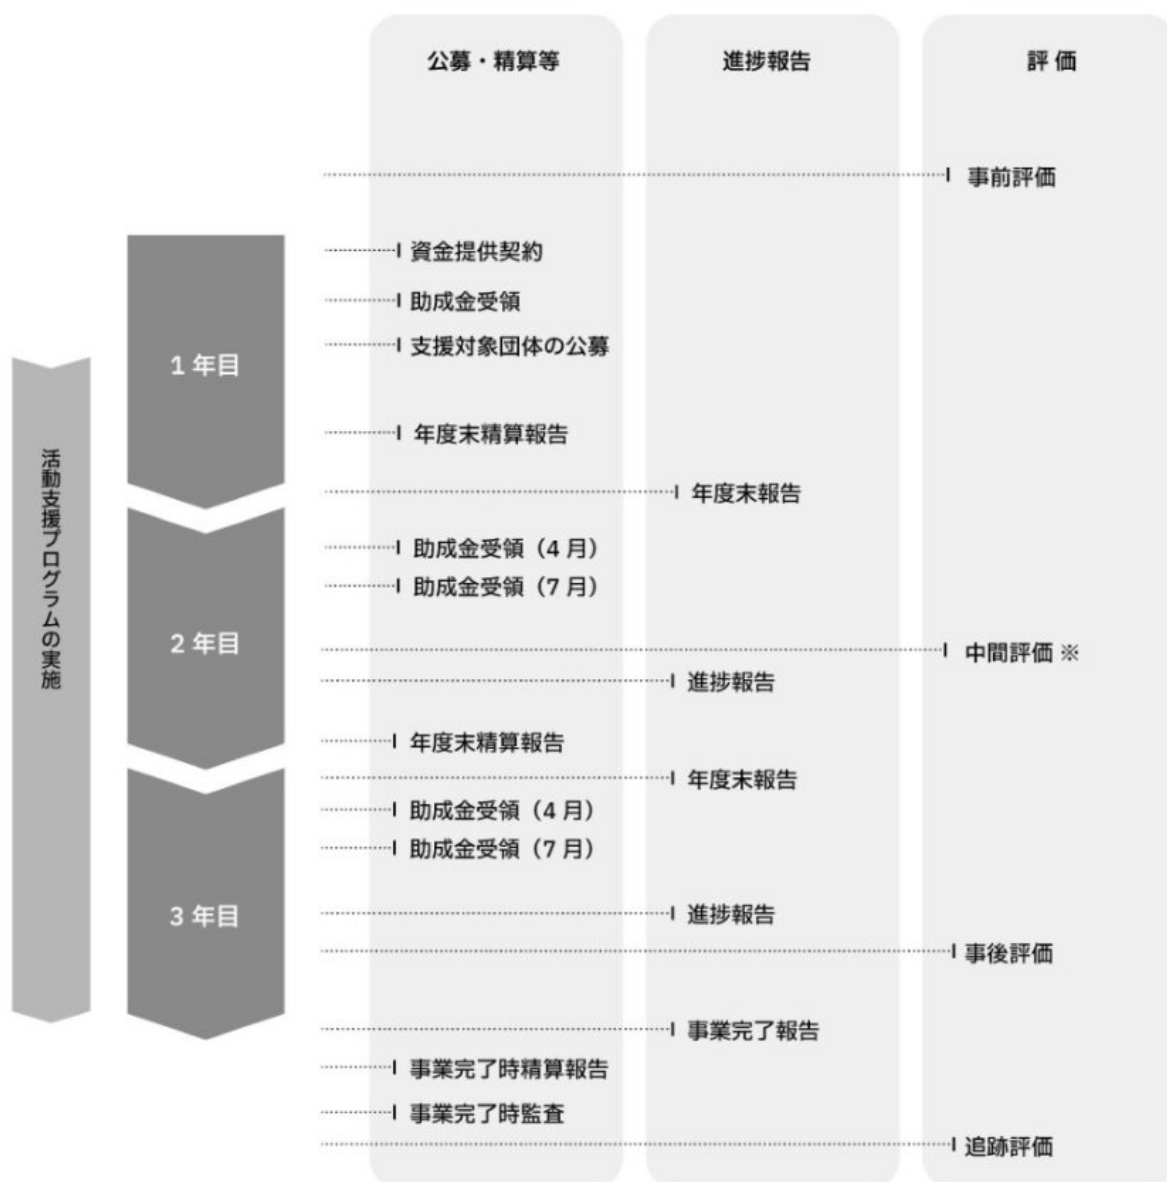 公募・精算等
進捗報告
評 価
事前評価
資金提供契約
助成金受領
支援対象団体の公募
1 年目
年度末精算報告
活動支援プログラムの実施
年度末報告
助成金受領（4 月）
助成金受領（7 月）
2 年目
中間評価 ※
進捗報告
年度末精算報告
年度末報告
助成金受領（4 月）
助成金受領（7 月）
3 年目
進捗報告
事後評価
事業完了報告
事業完了時精算報告
事業完了時監査
追跡評価